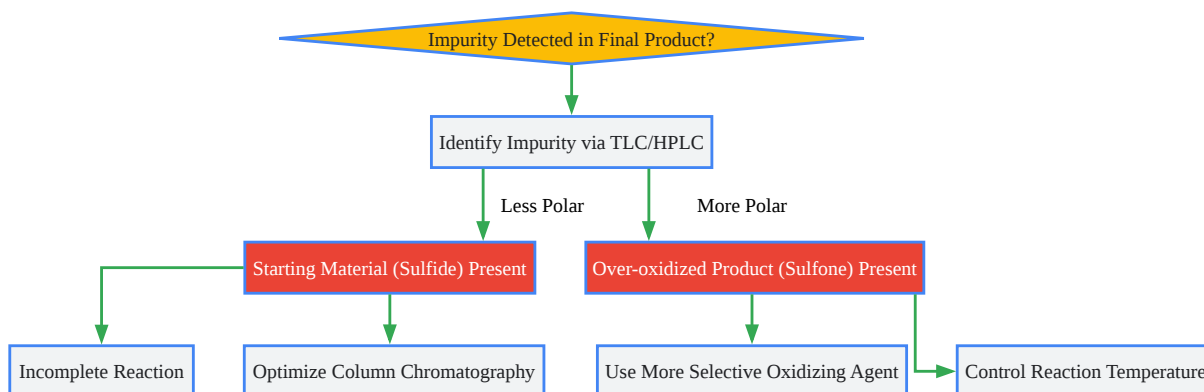 Impurity Detected in Final Product?
Identify Impurity via TLC/HPLC
Less Polar
More Polar
Starting Material (Sulfide) Present
Over-oxidized Product (Sulfone) Present
Incomplete Reaction
Optimize Column Chromatography
Use More Selective Oxidizing Agent
Control Reaction Temperature